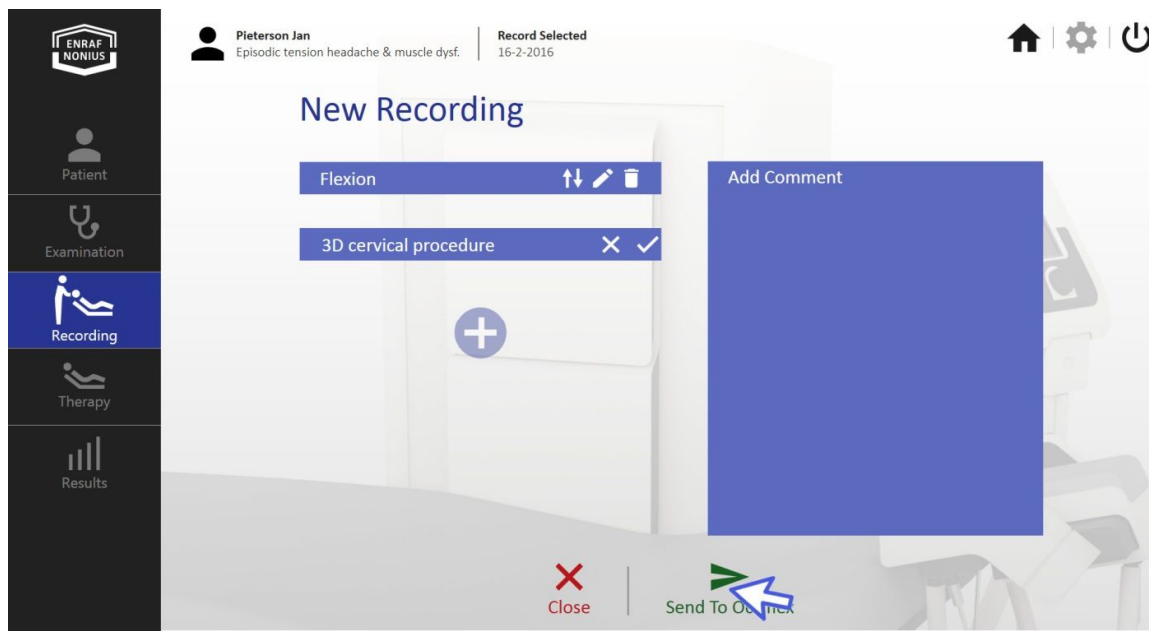 ENRAF
NONIUS
Pieterson Jan
Episodic tension headache & muscle dysf.
Record Selected
16-2-2016
New Recording
Patient
Examination
Recording
Therapy
Results
Flexion
3D cervical procedure
Add Comment
Close
Send To